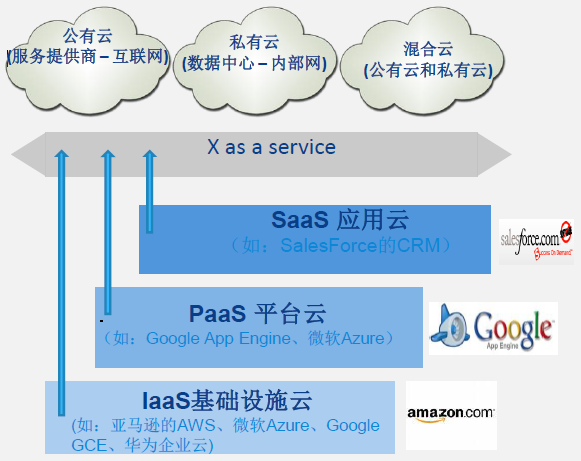 公有云
(服务提供商–互联网)
私有云
(数据中心–内部网)
混合云
(公有云和私有云)
X as a service
SaaS 应用云
（如：SalesForce的CRM）
salesforce.com
Success On Demand
PaaS 平台云
（如：Google App Engine、微软Azure）
Google™
App Engine
IaaS基础设施云
(如：亚马逊的AWS、微软Azure、Google
GCE、华为企业云)
amazon.com